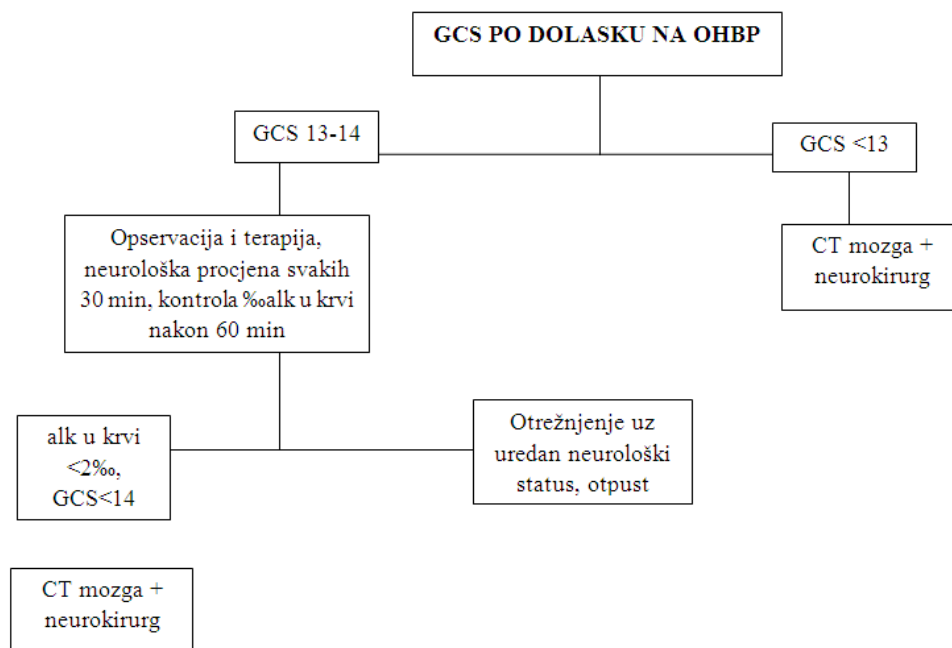 GCS PO DOLASKU NA OHBP
GCS 13-14
GCS <13
Opservacija i terapija,
neurološka procjena svakih
30 min, kontrola ‰alk u krvi
nakon 60 min
CT mozga +
neurokirurg
alk u krvi
<2‰,
GCS<14
Otrežnjenje uz
uredan neurološki
status, otpust
CT mozga +
neurokirurg